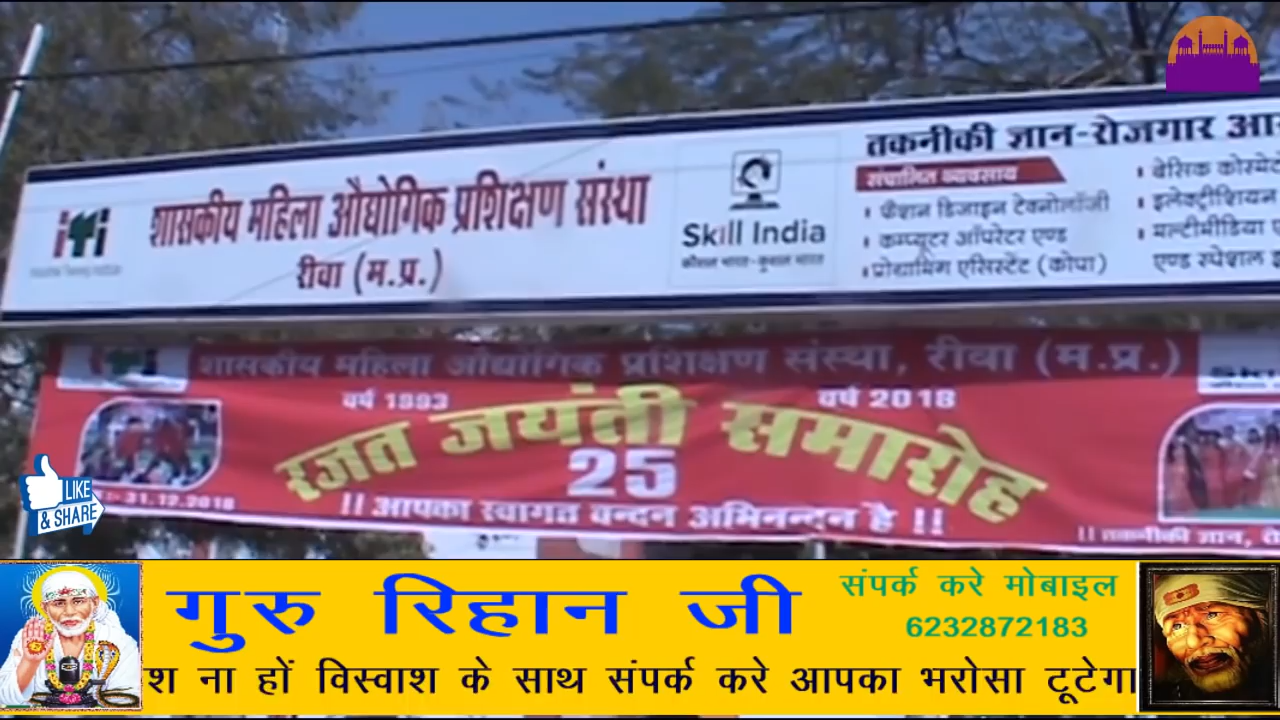 तकनीकी ज्ञान-रोजगार
iTi
शासकीय महिला औद्योगिक प्रशिक्षण संस्था
रीवा (म.प्र.)
Skill India
कौशल भारत-कुशल भारत
संचालित व्यवसाय
फैशन डिजाइन टेक्नोलॉजी
कम्प्यूटर ऑपरेटर एण्ड
प्रोग्रामिंग एसिस्टेंट (कोपा)
बेसिक
इलेक्ट्रीशियन
मल्टीमीडिया
एण्ड स्पेशल
शासकीय महिला औद्योगिक प्रशिक्षण संस्था, रीवा (म.प्र.)
वर्ष 1993 वर्ष 2018
रजत जयंती समारोह
25
31.12.2018
!! आपका स्वागत वन्दन अभिनन्दन है !!
!! तकनीकी ज्ञान,
LIKE
& SHARE
गुरु रिहान जी
संपर्क करे मोबाइल
6232872183
श ना हों विस्वाश के साथ संपर्क करे आपका भरोसा टूटेगा